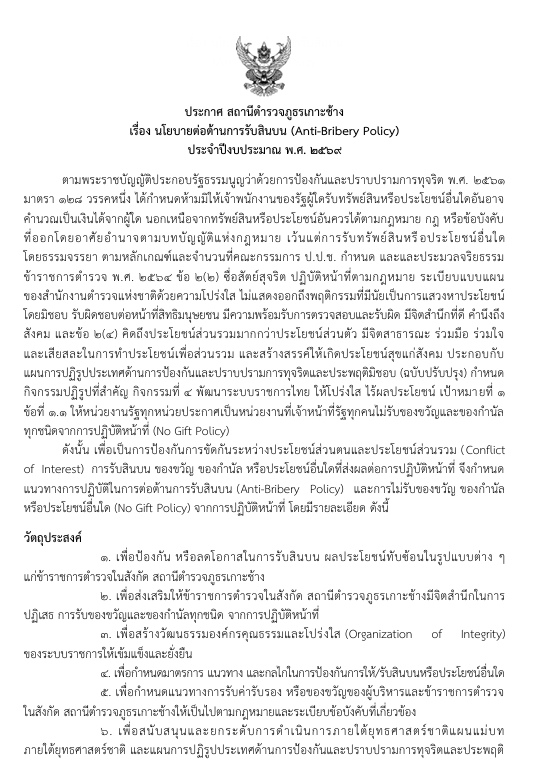 ประกาศ สถานีตำรวจภูธรเกาะช้าง
เรื่อง นโยบายต่อต้านการรับสินบน (Anti-Bribery Policy)
ประจำปีงบประมาณ พ.ศ. ๒๕๖๙
ตามพระราชบัญญัติประกอบรัฐธรรมนูญว่าด้วยการป้องกันและปราบปรามการทุจริต พ.ศ. ๒๕๖๑
มาตรา ๑๒๘ วรรคหนึ่ง ได้กำหนดห้ามมิให้เจ้าพนักงานของรัฐผู้ใดรับทรัพย์สินหรือประโยชน์อื่นใดอันอาจ
คำนวณเป็นเงินได้จากผู้ใด นอกเหนือจากทรัพย์สินหรือประโยชน์อันควรได้ตามกฎหมาย กฎ หรือข้อบังคับ
ที่ออกโดยอาศัยอำนาจตามบทบัญญัติแห่งกฎหมาย เว้นแต่การรับทรัพย์สินหรือประโยชน์อื่นใด
โดยธรรมจรรยา ตามหลักเกณฑ์และจำนวนที่คณะกรรมการ ป.ป.ช. กำหนด และและประมวลจริยธรรม
ข้าราชการตำรวจ พ.ศ. ๒๕๖๔ ข้อ ๒(๒) ซื่อสัตย์สุจริต ปฏิบัติหน้าที่ตามกฎหมาย ระเบียบแบบแผน
ของสำนักงานตำรวจแห่งชาติด้วยความโปร่งใส ไม่แสดงออกถึงพฤติกรรมที่มีนัยเป็นการแสวงหาประโยชน์
โดยมิชอบ รับผิดชอบต่อหน้าที่สิทธิมนุษยชน มีความพร้อมรับการตรวจสอบและรับผิด มีจิตสำนึกที่ดี คำนึงถึง
สังคม และข้อ ๒(๔) คิดถึงประโยชน์ส่วนรวมมากกว่าประโยชน์ส่วนตัว มีจิตสาธารณะ ร่วมมือ ร่วมใจ
และเสียสละในการทำประโยชน์เพื่อส่วนรวม และสร้างสรรค์ให้เกิดประโยชน์สุขแก่สังคม ประกอบกับ
แผนการปฏิรูปประเทศด้านการป้องกันและปราบปรามการทุจริตและประพฤติมิชอบ (ฉบับปรับปรุง) กำหนด
กิจกรรมปฏิรูปที่สำคัญ กิจกรรมที่ ๔ พัฒนาระบบราชการไทย ให้โปร่งใส ไร้ผลประโยชน์ เป้าหมายที่ ๑
ข้อที่ ๑.๑ ให้หน่วยงานรัฐทุกหน่วยประกาศเป็นหน่วยงานที่เจ้าหน้าที่รัฐทุกคนไม่รับของขวัญและของกำนัล
ทุกชนิดจากการปฏิบัติหน้าที่ (No Gift Policy)
ดังนั้น เพื่อเป็นการป้องกันการขัดกันระหว่างประโยชน์ส่วนตนและประโยชน์ส่วนรวม (Conflict
of Interest) การรับสินบน ของขวัญ ของกำนัล หรือประโยชน์อื่นใดที่ส่งผลต่อการปฏิบัติหน้าที่ จึงกำหนด
แนวทางการปฏิบัติในการต่อต้านการรับสินบน (Anti-Bribery Policy) และการไม่รับของขวัญ ของกำนัล
หรือประโยชน์อื่นใด (No Gift Policy) จากการปฏิบัติหน้าที่ โดยมีรายละเอียด ดังนี้
วัตถุประสงค์
๑. เพื่อป้องกัน หรือลดโอกาสในการรับสินบน ผลประโยชน์ทับซ้อนในรูปแบบต่าง ๆ
แก่ข้าราชการตำรวจในสังกัด สถานีตำรวจภูธรเกาะช้าง
๒. เพื่อส่งเสริมให้ข้าราชการตำรวจในสังกัด สถานีตำรวจภูธรเกาะช้างมีจิตสำนึกในการ
ปฏิเสธ การรับของขวัญและของกำนัลทุกชนิด จากการปฏิบัติหน้าที่
๓. เพื่อสร้างวัฒนธรรมองค์กรคุณธรรมและโปร่งใส (Organization of Integrity)
ของระบบราชการให้เข้มแข็งและยั่งยืน
๔. เพื่อกำหนดมาตรการ แนวทาง และกลไกในการป้องกันการให้/รับสินบนหรือประโยชน์อื่นใด
๕. เพื่อกำหนดแนวทางการรับค่ารับรอง หรือของขวัญของผู้บริหารและข้าราชการตำรวจ
ในสังกัด สถานีตำรวจภูธรเกาะช้างให้เป็นไปตามกฎหมายและระเบียบข้อบังคับที่เกี่ยวข้อง
๖. เพื่อสนับสนุนและยกระดับการดำเนินการภายใต้ยุทธศาสตร์ชาติแผนแม่บท
ภายใต้ยุทธศาสตร์ชาติ และแผนการปฏิรูปประเทศด้านการป้องกันและปราบปรามการทุจริตและประพฤติ